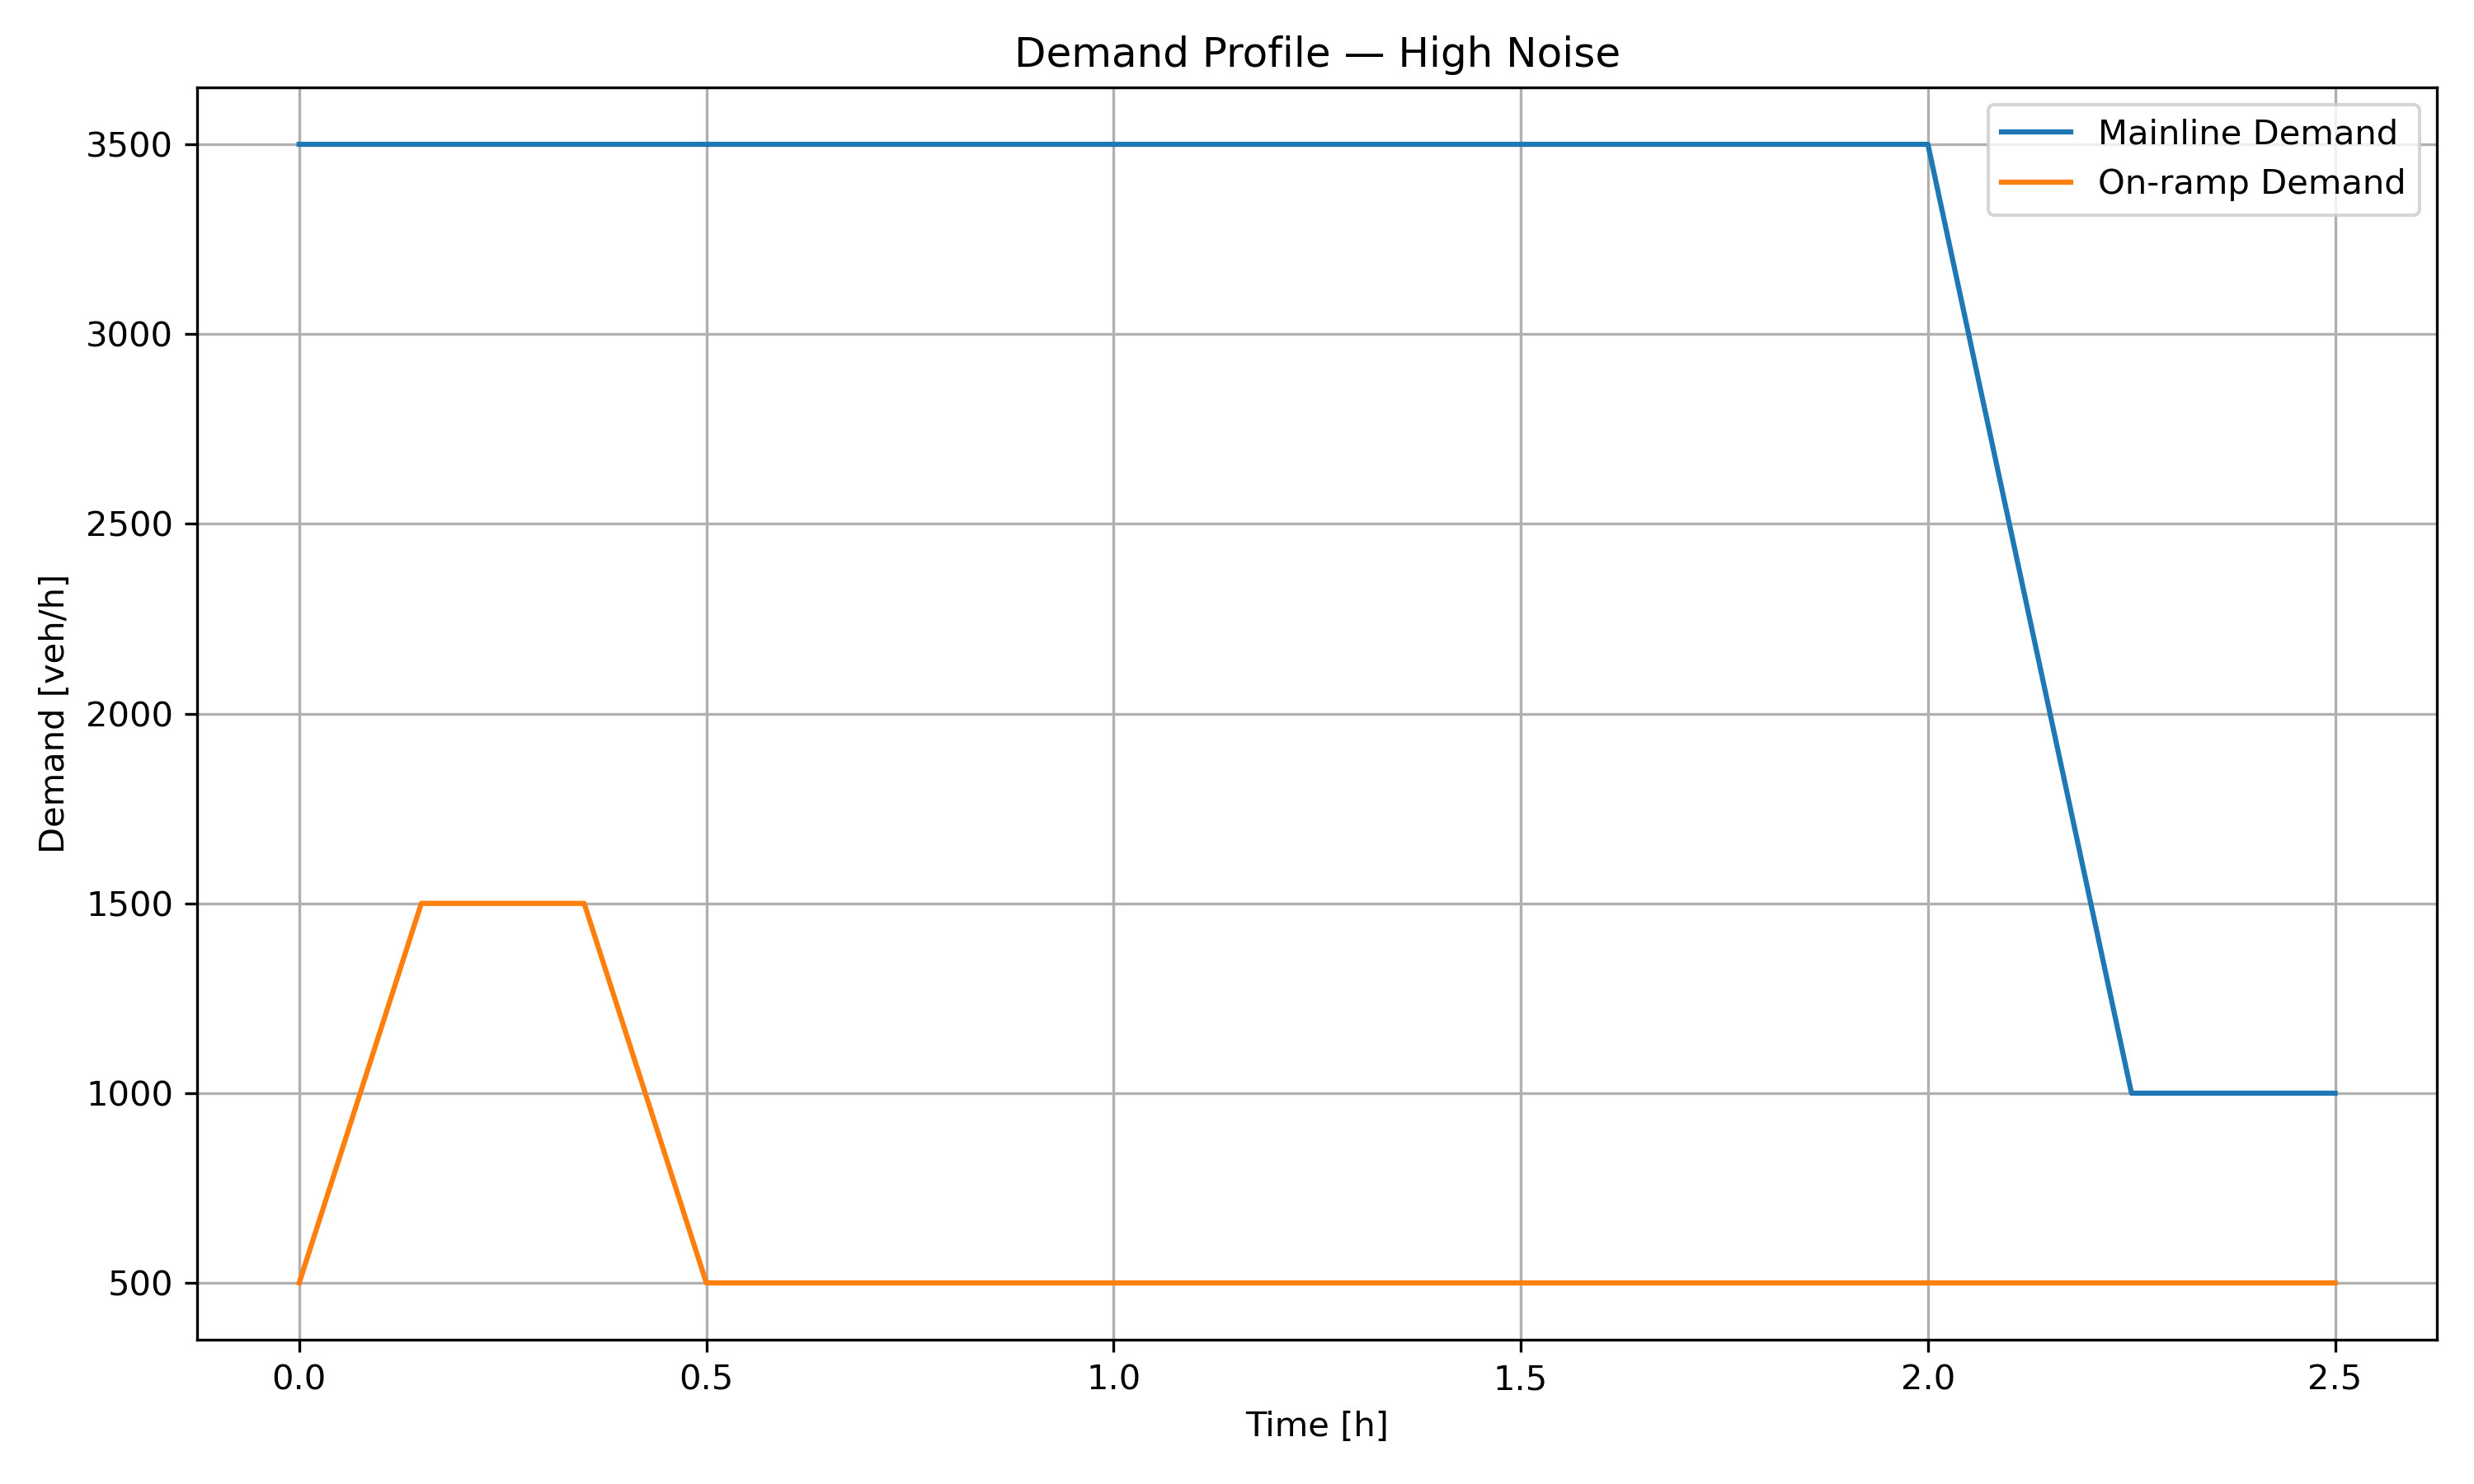 Demand Profile — High Noise
Mainline Demand
On-ramp Demand
Demand [veh/h]
3500
3000
2500
2000
1500
1000
500
0.0 0.5 1.0 1.5 2.0 2.5
Time [h]